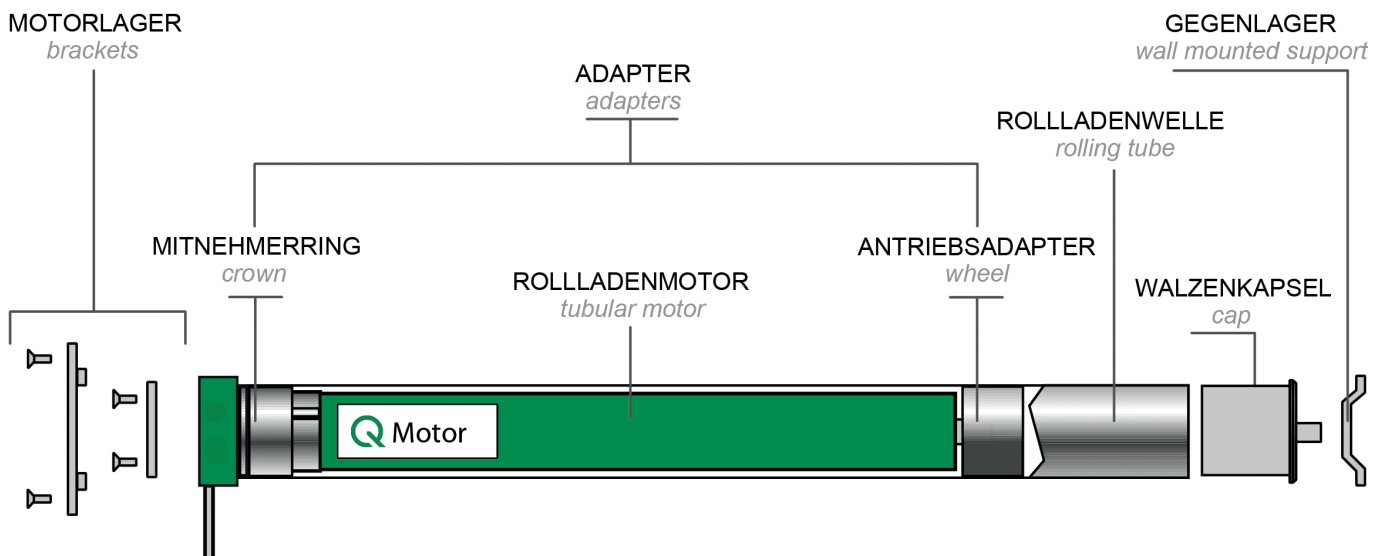 MOTORLAGER
brackets
GEGENLAGER
wall mounted support
ADAPTER
adapters
ROLLLADENWELLE
rolling tube
MITNEHMERRING
crown
ROLLLADENMOTOR
tubular motor
ANTRIEBSADAPTER
wheel
WALZENKAPSEL
cap
Q Motor